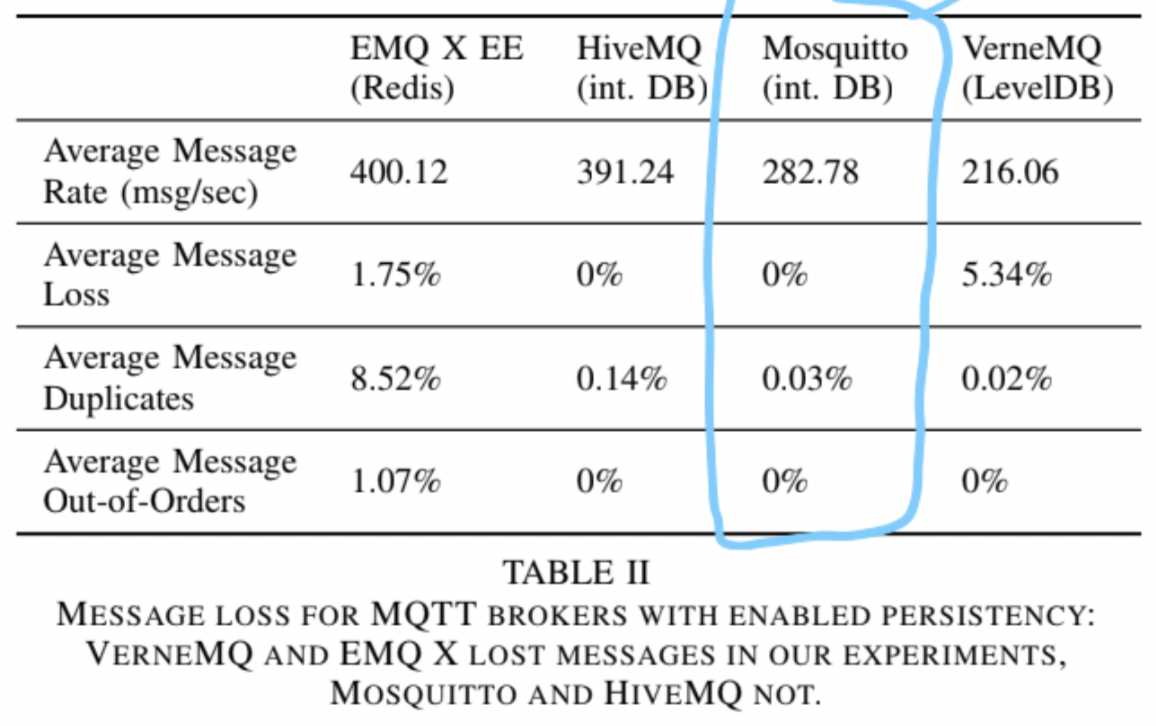 EMQ X EE HiveMQ Mosquitto VerneMQ
(Redis) (int. DB) (int. DB) (LevelDB)
Average Message
Rate (msg/sec) 400.12 391.24 282.78 216.06
Average Message
Loss 1.75% 0% 0% 5.34%
Average Message
Duplicates 8.52% 0.14% 0.03% 0.02%
Average Message
Out-of-Orders 1.07% 0% 0% 0%
TABLE II
MESSAGE LOSS FOR MQTT BROKERS WITH ENABLED PERSISTENCY:
VERNEMQ AND EMQ X LOST MESSAGES IN OUR EXPERIMENTS,
MOSQUITTO AND HIVEMQ NOT.